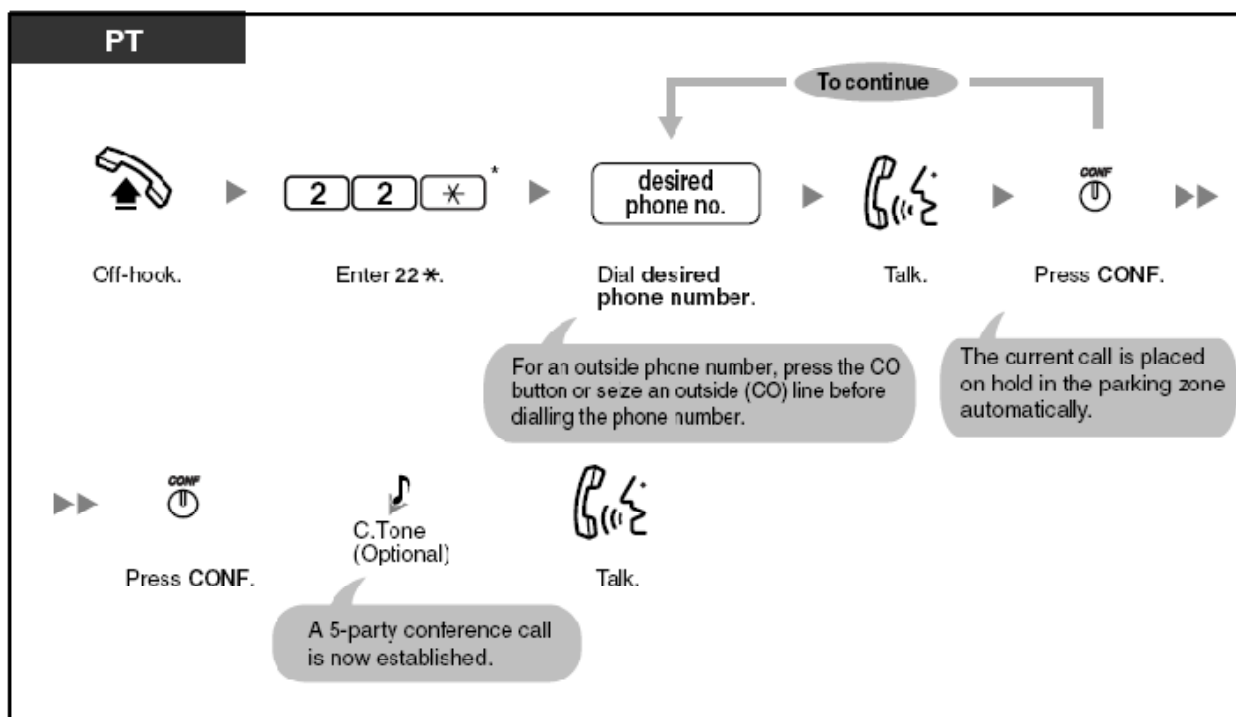 PT
To continue
2 2 ✳ *
desired
phone no.
CONF
Off-hook.
Enter 22✳.
Dial desired
phone number.
Talk.
Press CONF.
For an outside phone number, press the CO
button or seize an outside (CO) line before
dialling the phone number.
The current call is placed
on hold in the parking zone
automatically.
CONF
Press CONF.
C.Tone
(Optional)
Talk.
A 5-party conference call
is now established.